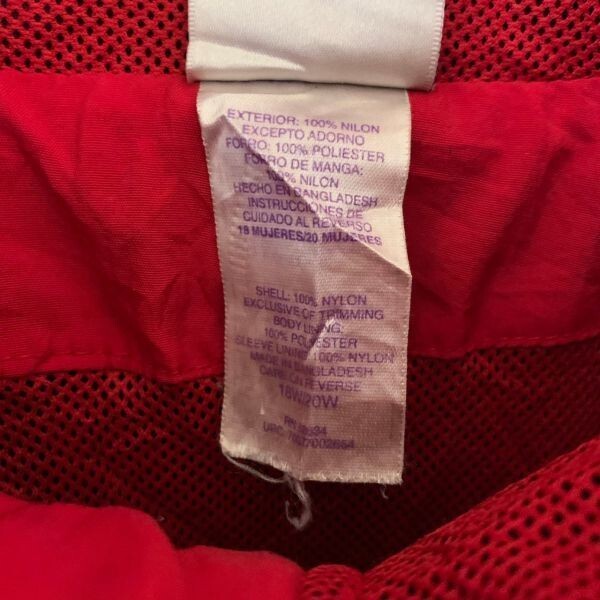 EXTERIOR: 100% NILON
EXCEPTO ADORNO
FORRO: 100% POLIESTER
FORRO DE MANGA:
100% NILON
HECHO EN BANGLADESH
INSTRUCCIONES DE
CUIDADO AL REVERSO
18 MUJERES/20 MUJERES
SHELL: 100% NYLON
EXCLUSIVE OF TRIMMING
BODY LINING:
100% POLYESTER
SLEEVE LINING: 100% NYLON
MADE IN BANGLADESH
CARE ON REVERSE
18W/20W
RN
UPC: